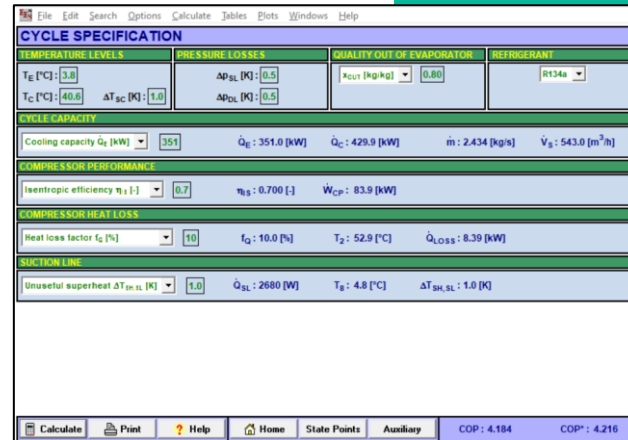 File Edit Search Options Calculate Tables Plots Windows Help
CYCLE SPECIFICATION
TEMPERATURE LEVELS PRESSURE LOSSES QUALITY OUT OF EVAPORATOR REFRIGERANT
T_E [°C] : 3.8 Δp_SL [K] : 0.5 x_OUT [kg/kg] 0.80 R134a
T_C [°C] : 40.6 ΔT_SC [K] : 1.0 Δp_DL [K] : 0.5
CYCLE CAPACITY
Cooling capacity Q̇_E [kW] 351 Q̇_E : 351.0 [kW] Q̇_C : 429.9 [kW] ṁ : 2.434 [kg/s] V̇_S : 543.0 [m³/h]
COMPRESSOR PERFORMANCE
Isentropic efficiency η_IS [-] 0.7 η_IS : 0.700 [-] Ẇ_CP : 83.9 [kW]
COMPRESSOR HEAT LOSS
Heat loss factor f_Q [%] 10 f_Q : 10.0 [%] T_2 : 52.9 [°C] Q̇_LOSS : 8.39 [kW]
SUCTION LINE
Unuseful superheat ΔT_SH,SL [K] 1.0 Q̇_SL : 2680 [W] T_8 : 4.8 [°C] ΔT_SH,SL : 1.0 [K]
Calculate Print ? Help Home State Points Auxiliary COP : 4.184 COP* : 4.216